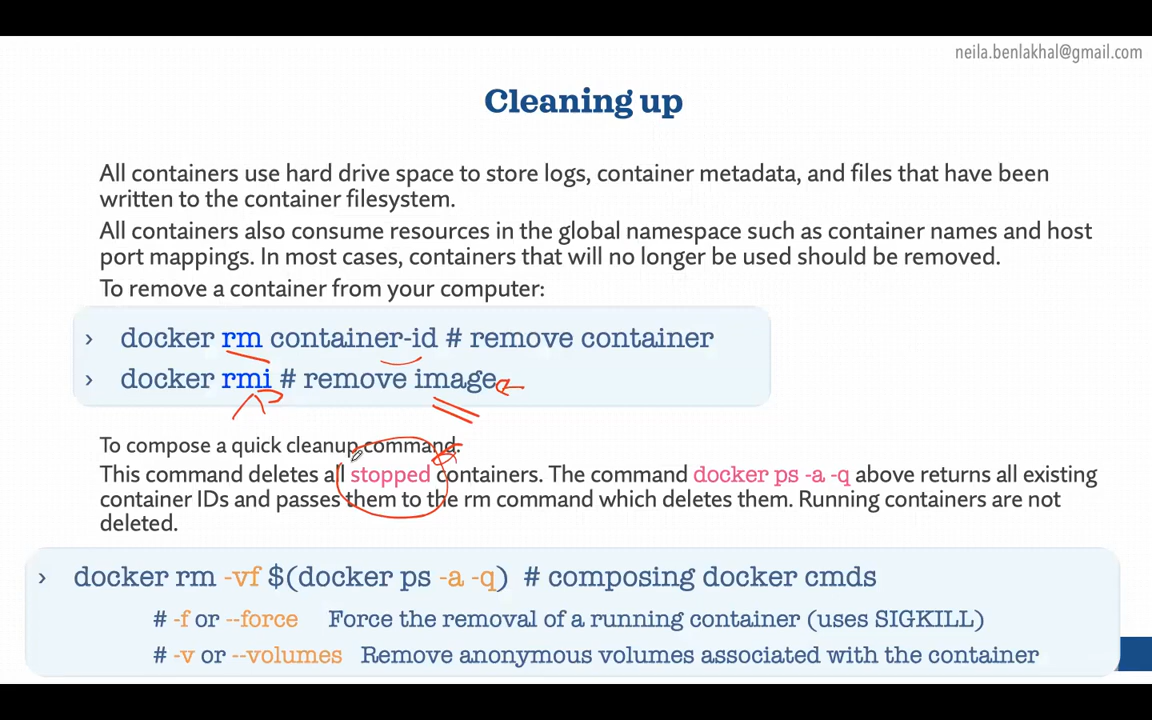 neila.benlakhal@gmail.com
Cleaning up
All containers use hard drive space to store logs, container metadata, and files that have been
written to the container filesystem.
All containers also consume resources in the global namespace such as container names and host
port mappings. In most cases, containers that will no longer be used should be removed.
To remove a container from your computer:
› docker rm container-id # remove container
› docker rmi # remove image
To compose a quick cleanup command:
This command deletes all stopped containers. The command docker ps -a -q above returns all existing
container IDs and passes them to the rm command which deletes them. Running containers are not
deleted.
› docker rm -vf $(docker ps -a -q) # composing docker cmds
# -f or --force Force the removal of a running container (uses SIGKILL)
# -v or --volumes Remove anonymous volumes associated with the container